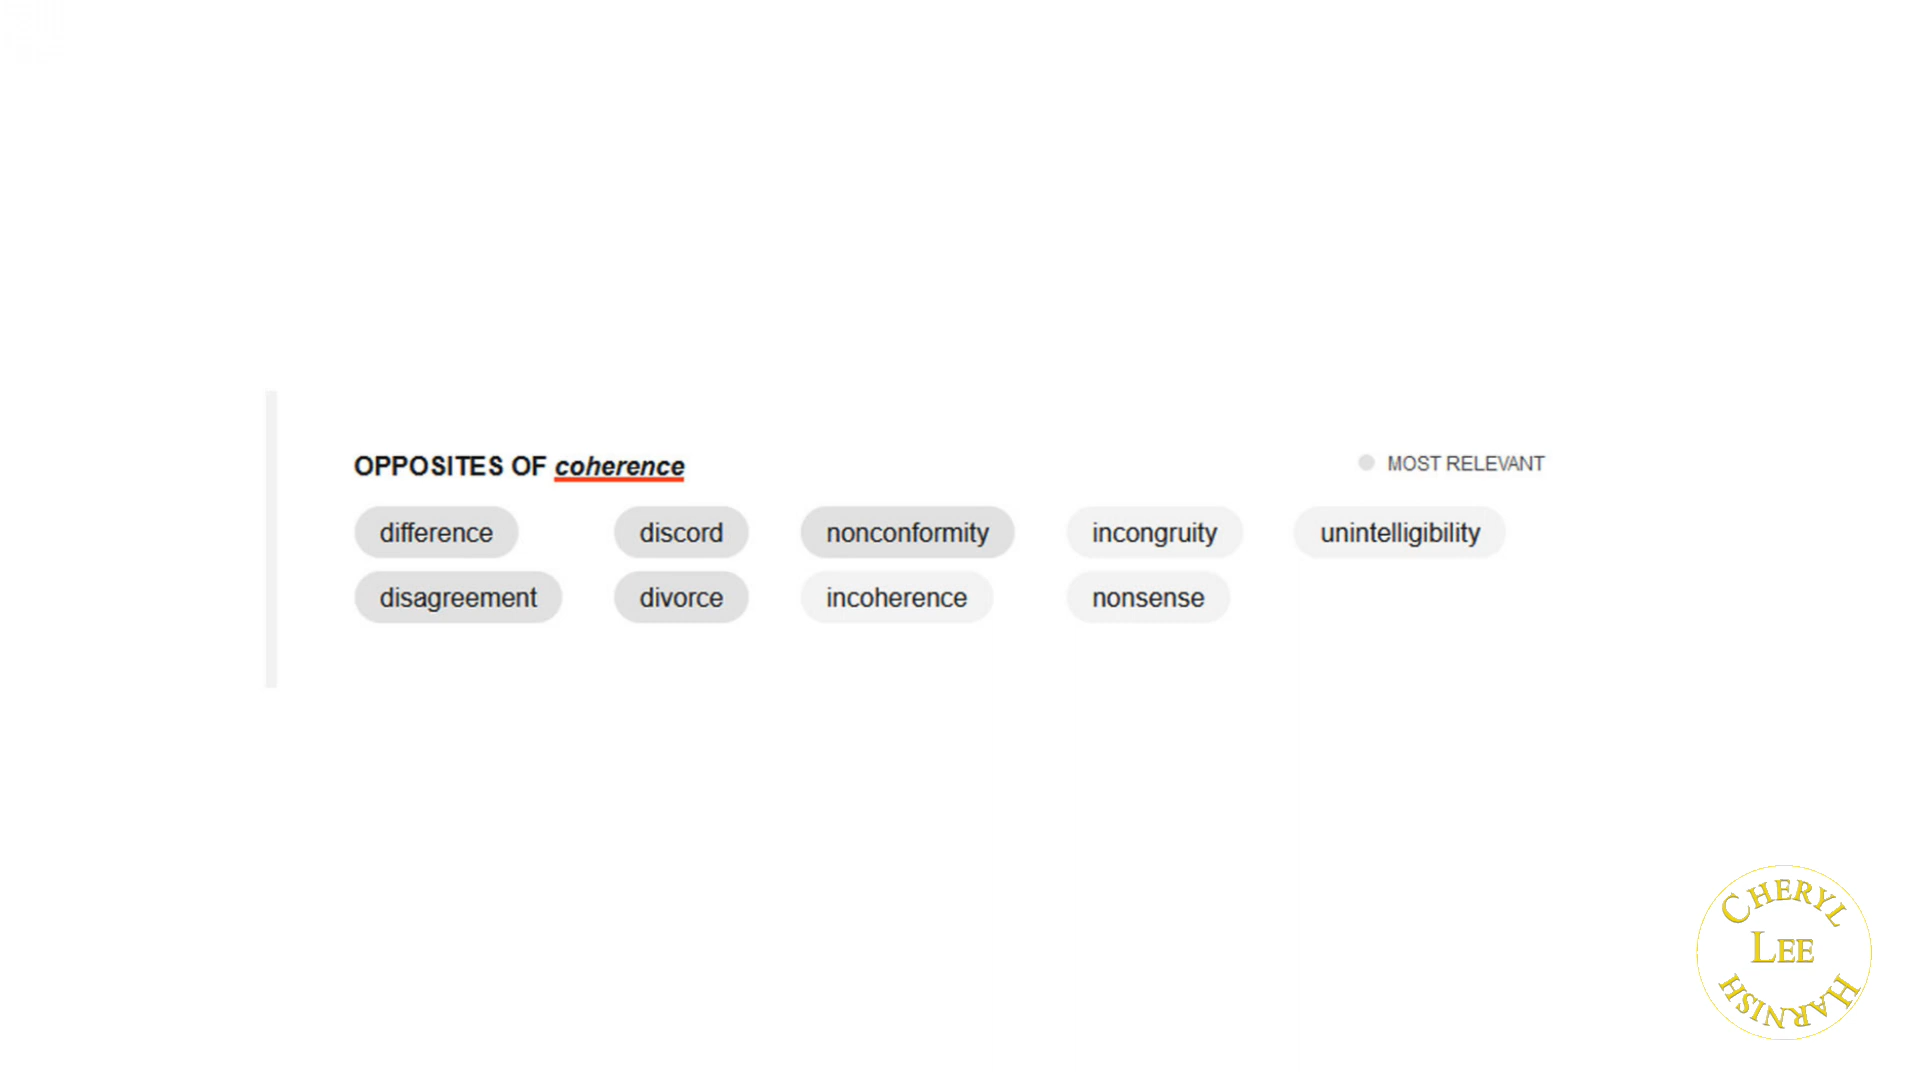 OPPOSITES OF coherence
MOST RELEVANT
difference discord nonconformity incongruity unintelligibility
disagreement divorce incoherence nonsense
CHERYL
LEE
HARNISH